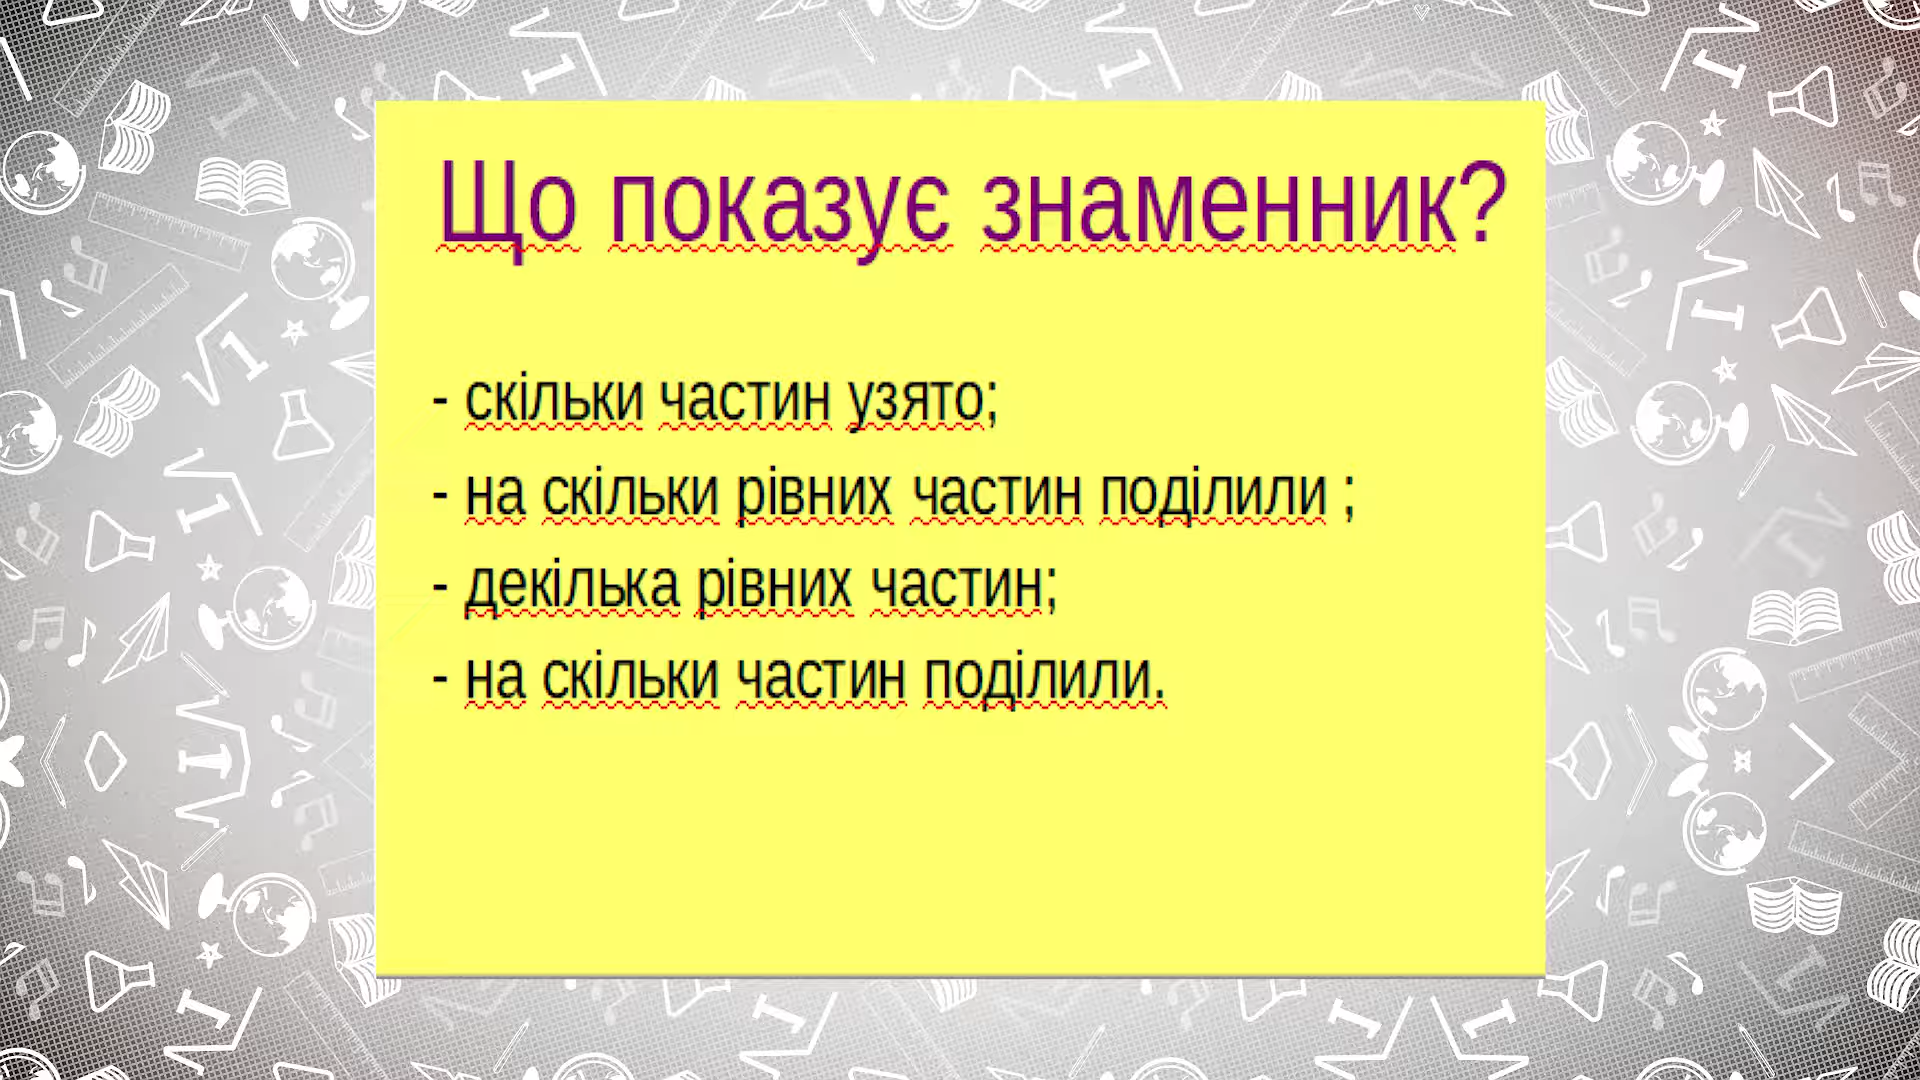 Що показує знаменник?
- скільки частин узято;
- на скільки рівних частин поділили ;
- декілька рівних частин;
- на скільки частин поділили.